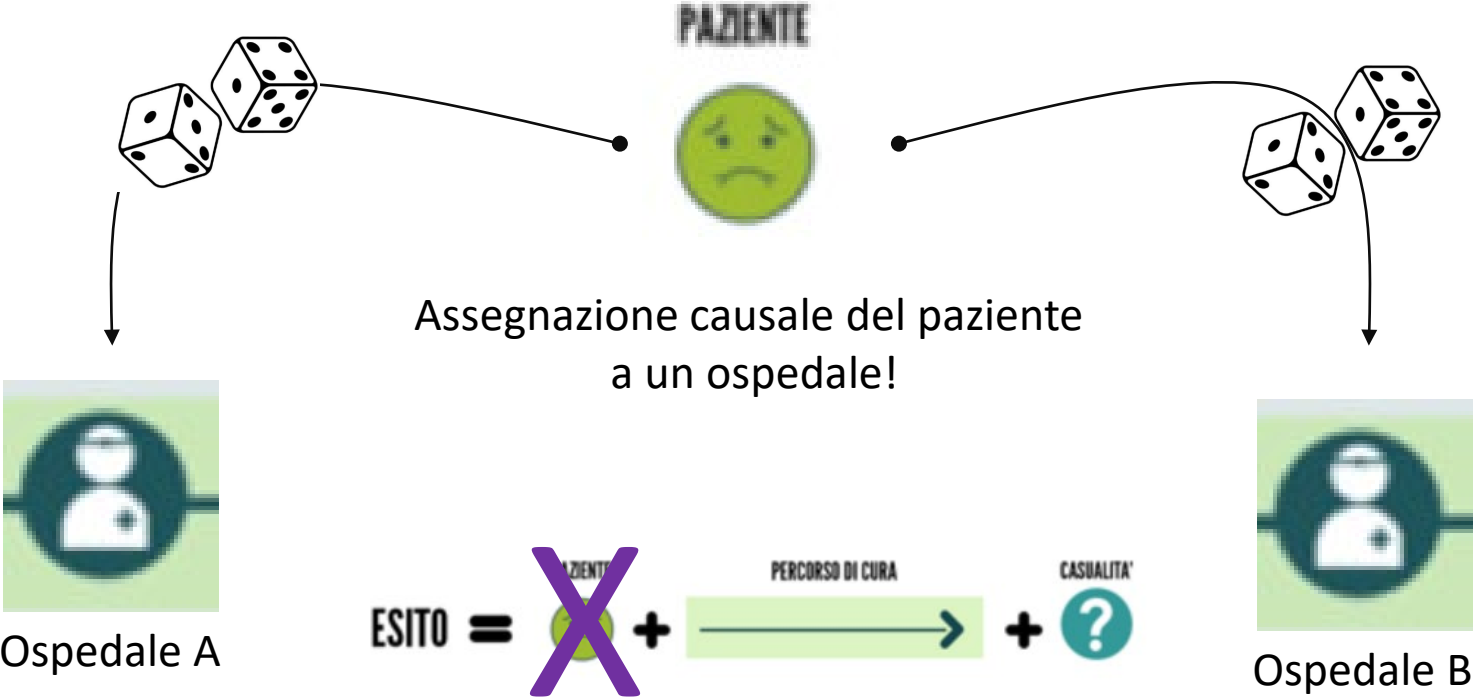 PAZIENTE
Assegnazione causale del paziente
a un ospedale!
PERCORSO DI CURA
CASUALITA'
ESITO = X + +
?
Ospedale A
Ospedale B